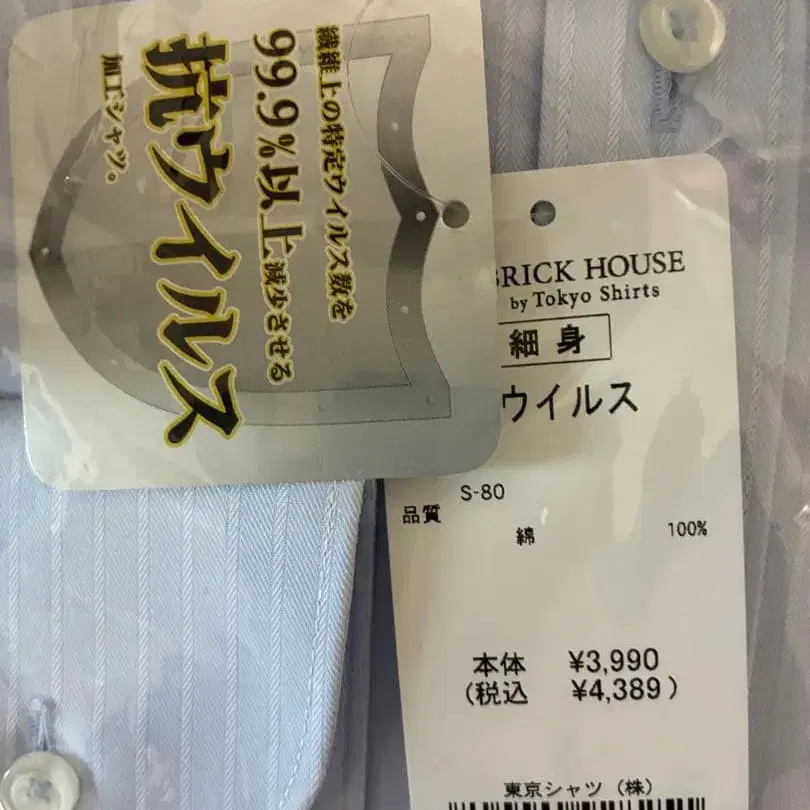 繊維上の特定ウイルス数を
99.9%以上減少させる
抗ウイルス
加工シャツ。
BRICK HOUSE
by Tokyo Shirts
細身
ウイルス
S-80
品質
綿 100%
本体 ¥3,990
(税込 ¥4,389)
東京シャツ(株)